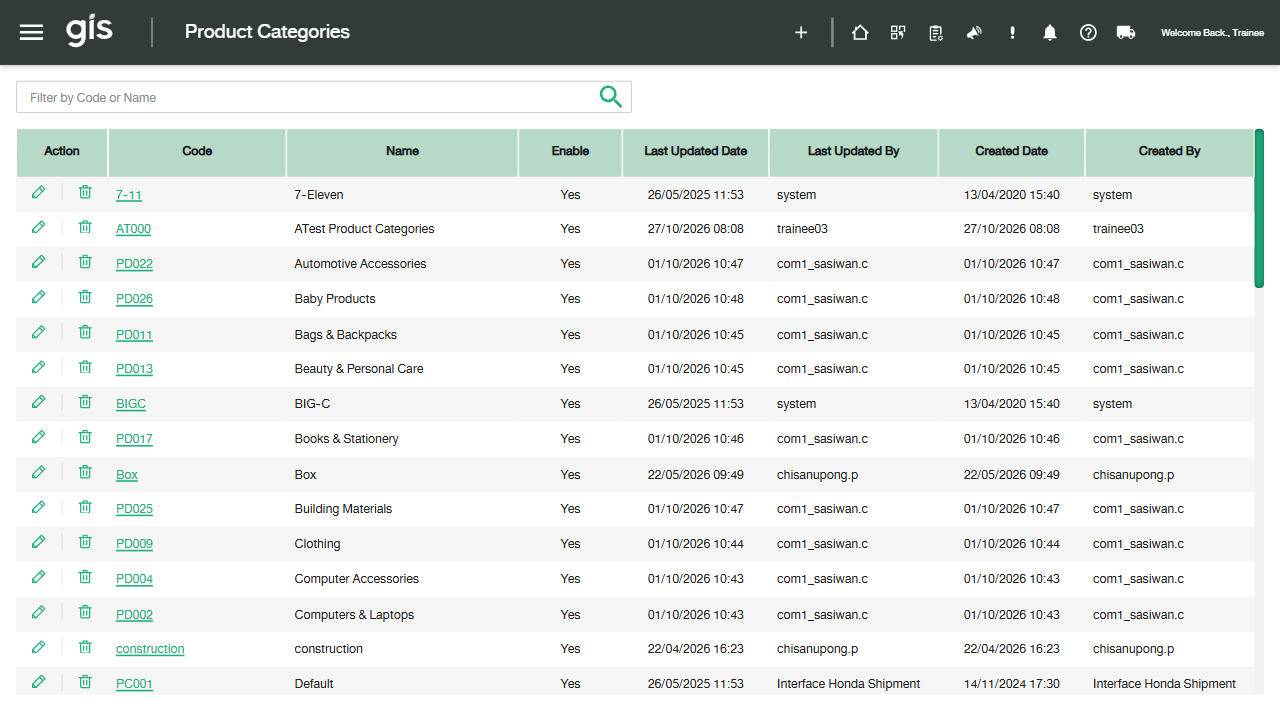 gis Product Categories Welcome Back., Trainee
Filter by Code or Name
Action Code Name Enable Last Updated Date Last Updated By Created Date Created By
7-11 7-Eleven Yes 26/05/2025 11:53 system 13/04/2020 15:40 system
AT000 ATest Product Categories Yes 27/10/2026 08:08 trainee03 27/10/2026 08:08 trainee03
PD022 Automotive Accessories Yes 01/10/2026 10:47 com1_sasiwan.c 01/10/2026 10:47 com1_sasiwan.c
PD026 Baby Products Yes 01/10/2026 10:48 com1_sasiwan.c 01/10/2026 10:48 com1_sasiwan.c
PD011 Bags & Backpacks Yes 01/10/2026 10:45 com1_sasiwan.c 01/10/2026 10:45 com1_sasiwan.c
PD013 Beauty & Personal Care Yes 01/10/2026 10:45 com1_sasiwan.c 01/10/2026 10:45 com1_sasiwan.c
BIGC BIG-C Yes 26/05/2025 11:53 system 13/04/2020 15:40 system
PD017 Books & Stationery Yes 01/10/2026 10:46 com1_sasiwan.c 01/10/2026 10:46 com1_sasiwan.c
Box Box Yes 22/05/2026 09:49 chisanupong.p 22/05/2026 09:49 chisanupong.p
PD025 Building Materials Yes 01/10/2026 10:47 com1_sasiwan.c 01/10/2026 10:47 com1_sasiwan.c
PD009 Clothing Yes 01/10/2026 10:44 com1_sasiwan.c 01/10/2026 10:44 com1_sasiwan.c
PD004 Computer Accessories Yes 01/10/2026 10:43 com1_sasiwan.c 01/10/2026 10:43 com1_sasiwan.c
PD002 Computers & Laptops Yes 01/10/2026 10:43 com1_sasiwan.c 01/10/2026 10:43 com1_sasiwan.c
construction construction Yes 22/04/2026 16:23 chisanupong.p 22/04/2026 16:23 chisanupong.p
PC001 Default Yes 26/05/2025 11:53 Interface Honda Shipment 14/11/2024 17:30 Interface Honda Shipment